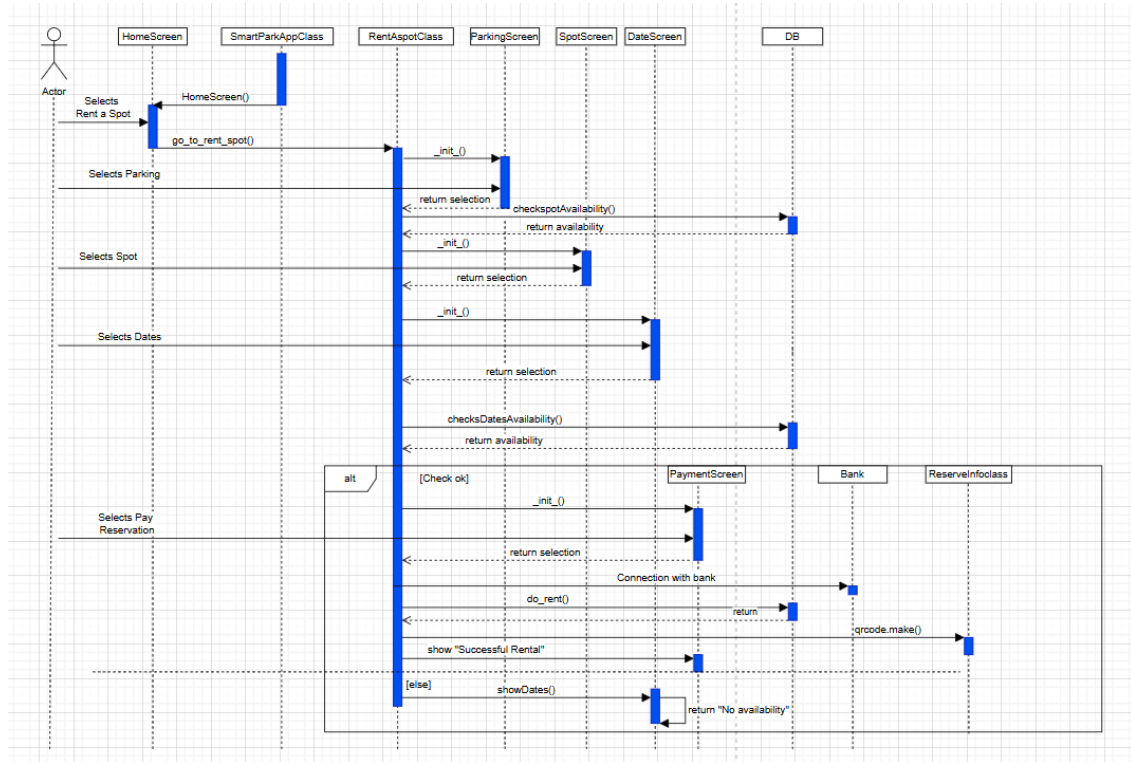 HomeScreen
SmartParkAppClass
RentAspotClass
ParkingScreen
SpotScreen
DateScreen
DB
Actor
Selects
Rent a Spot
HomeScreen()
go_to_rent_spot()
_init_()
Selects Parking
return selection
checkspotAvailability()
return availability
_init_()
Selects Spot
return selection
_init_()
Selects Dates
return selection
checksDatesAvailability()
return availability
alt
[Check ok]
PaymentScreen
Bank
ReserveInfoclass
_init_()
Selects Pay
Reservation
return selection
Connection with bank
do_rent()
return
qrcode.make()
show "Successful Rental"
[else]
showDates()
return "No availability"